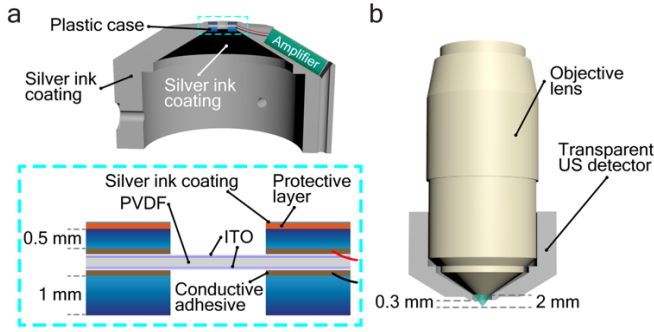 a
Plastic case
Amplifier
Silver ink
coating
Silver ink
coating
Silver ink coating
Protective
layer
PVDF
ITO
0.5 mm
1 mm
Conductive
adhesive
b
Objective
lens
Transparent
US detector
0.3 mm
2 mm